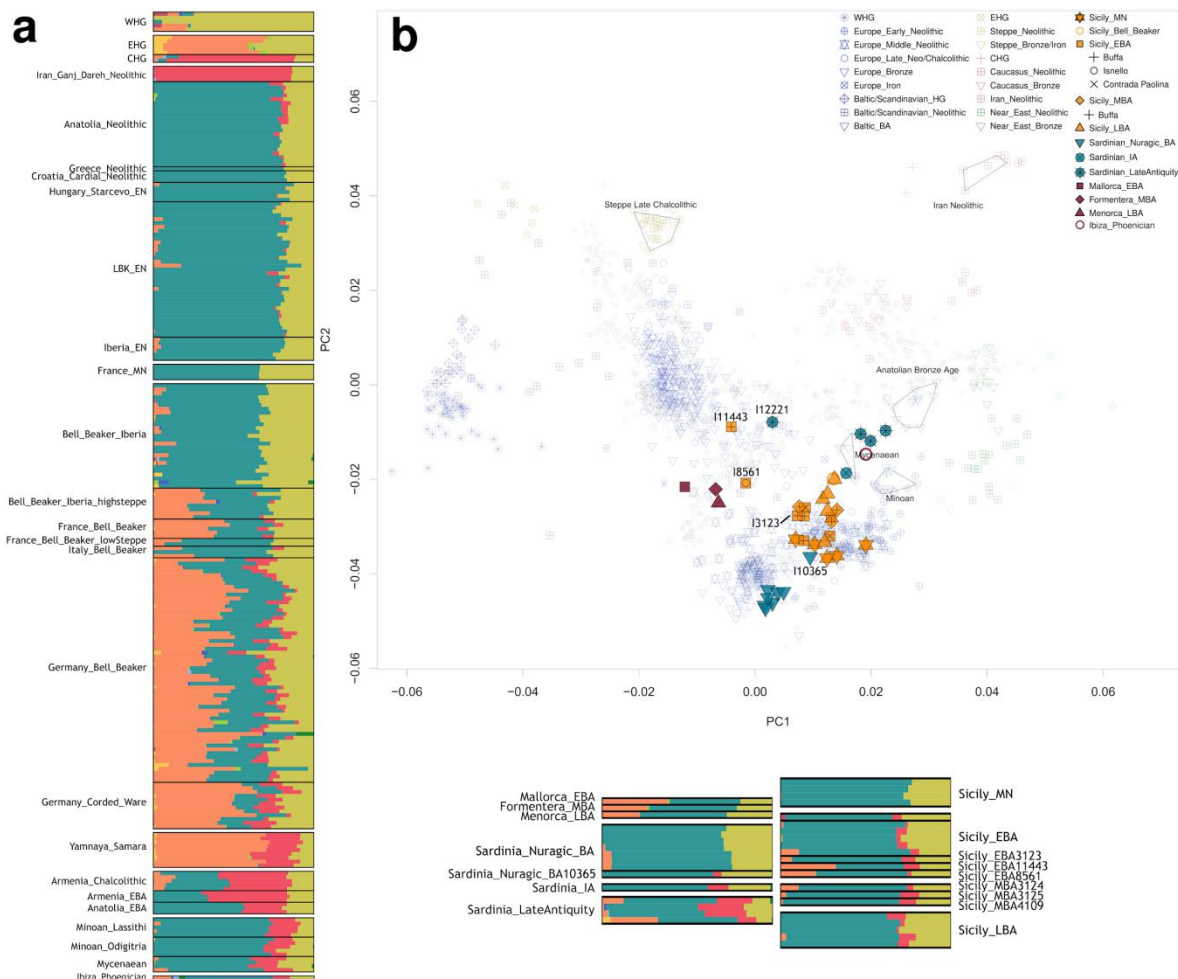 a
WHG
EHG
CHG
Iran_Ganj_Dareh_Neolithic
Anatolia_Neolithic
Greece_Neolithic
Croatia_Cardial_Neolithic
Hungary_Starcevo_EN
LBK_EN
Iberia_EN
France_MN
Bell_Beaker_Iberia
Bell_Beaker_Iberia_highsteppe
France_Bell_Beaker
France_Bell_Beaker_lowSteppe
Italy_Bell_Beaker
Germany_Bell_Beaker
Germany_Corded_Ware
Yamnaya_Samara
Armenia_Chalcolithic
Armenia_EBA
Anatolia_EBA
Minoan_Lassithi
Minoan_Odigitria
Mycenaean
Ibiza_Phoenician
b
WHG
Europe_Early_Neolithic
Europe_Middle_Neolithic
Europe_Late_Neo/Chalcolithic
Europe_Bronze
Europe_Iron
Baltic/Scandinavian_HG
Baltic/Scandinavian_Neolithic
Baltic_BA
EHG
Steppe_Neolithic
Steppe_Bronze/Iron
CHG
Caucasus_Neolithic
Caucasus_Bronze
Iran_Neolithic
Near_East_Neolithic
Near_East_Bronze
Sicily_MN
Sicily_Bell_Beaker
Sicily_EBA
Buffa
Isnello
Contrada Paolina
Sicily_MBA
Buffa
Sicily_LBA
Sardinian_Nuragic_BA
Sardinian_IA
Sardinian_LateAntiquity
Mallorca_EBA
Formentera_MBA
Menorca_LBA
Ibiza_Phoenician
PC2
0.06
0.04
0.02
0.00
−0.02
−0.04
−0.06
Steppe Late Chalcolithic
Iran Neolithic
Anatolian Bronze Age
I11443
I12221
Mycenaean
I8561
Minoan
I3123
I10365
−0.06
−0.04
−0.02
0.00
0.02
0.04
0.06
PC1
Mallorca_EBA
Formentera_MBA
Menorca_LBA
Sardinia_Nuragic_BA
Sardinia_Nuragic_BA10365
Sardinia_IA
Sardinia_LateAntiquity
Sicily_MN
Sicily_EBA
Sicily_EBA3123
Sicily_EBA11443
Sicily_EBA8561
Sicily_MBA3124
Sicily_MBA3125
Sicily_MBA4109
Sicily_LBA